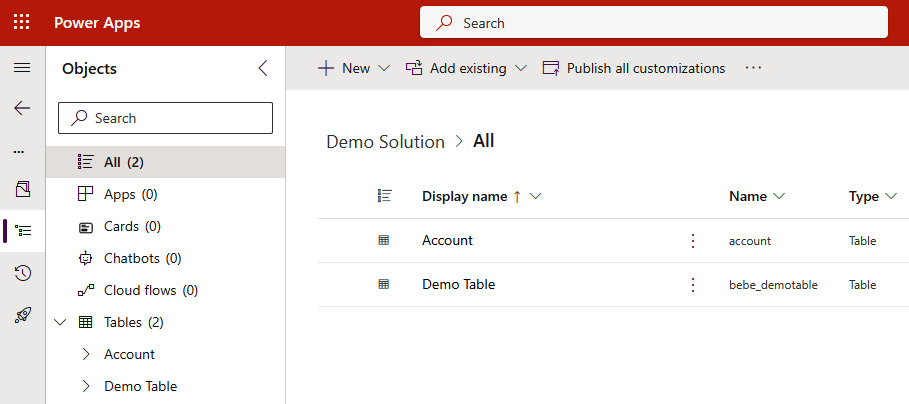 Power Apps
Search
Objects
New
Add existing
Publish all customizations
···
Search
All (2)
Apps (0)
Cards (0)
Chatbots (0)
Cloud flows (0)
Tables (2)
Account
Demo Table
Demo Solution > All
Display name ↑ Name Type
Account account Table
Demo Table bebe_demotable Table